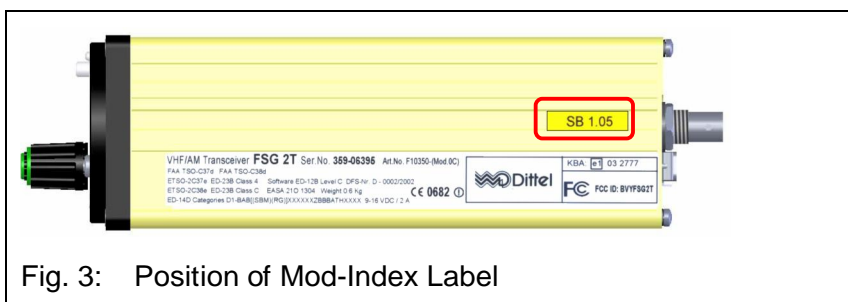 SB 1.05
VHF/AM Transceiver FSG 2T Ser.No. 359-06395 Art.No. F10350-(Mod.0C)
FAA TSO-C37d FAA TSO-C38d
ETSO-2C37e ED-23B Class 4 Software ED-12B Level C DFS-Nr. D - 0002/2002
ETSO-2C38e ED-23B Class C EASA 21O 1304 Weight 0.6 Kg
CE 0682
ED-14D Categories D1-BAB[(SBM)(RG)]XXXXXXZBBBATHXXXX 9-16 VDC / 2 A
Dittel
KBA: e1 03 2777
FC FCC ID: BVYFSG2T
Fig. 3: Position of Mod-Index Label